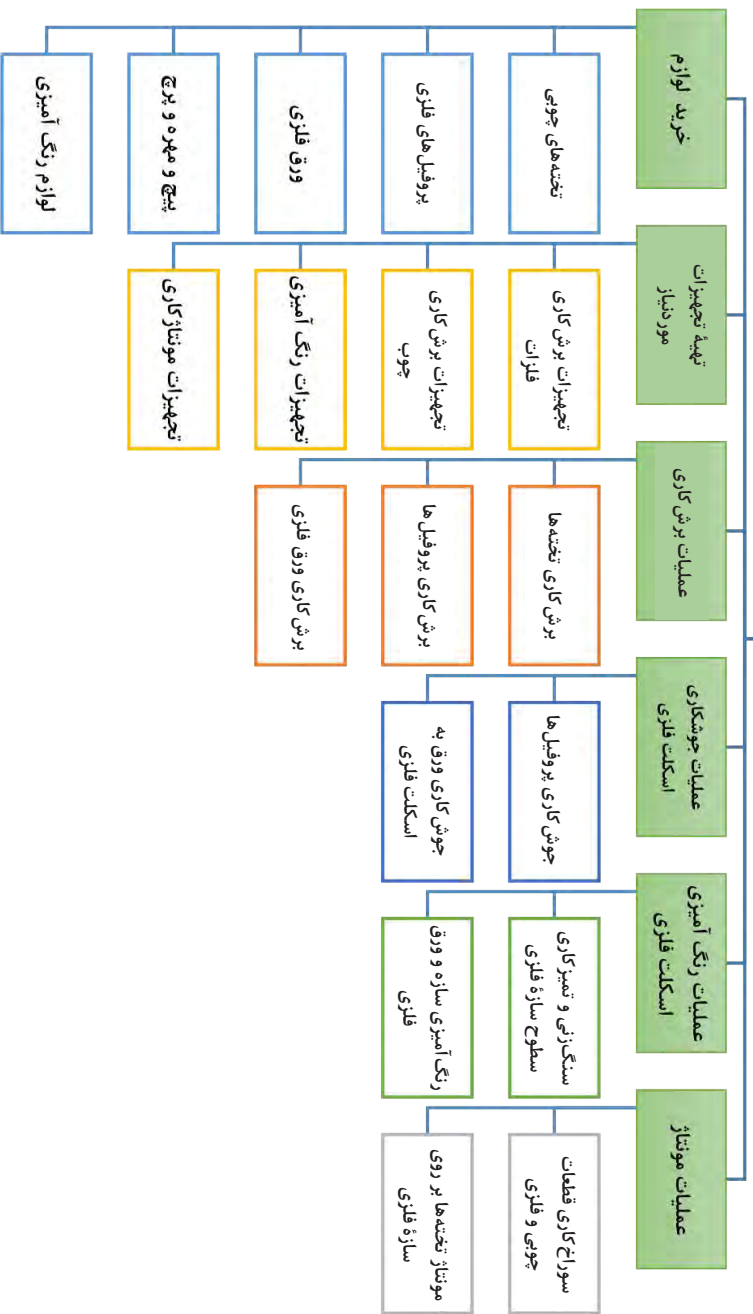 خرید لوازم
تخته‌های چوبی
پروفیل‌های فلزی
ورق فلزی
پیچ و مهره و پرچ
لوازم رنگ آمیزی
تهیهٔ تجهیزات
موردنیاز
تجهیزات برش کاری
فلزات
تجهیزات برش کاری
چوب
تجهیزات رنگ آمیزی
تجهیزات مونتاژکاری
عملیات برش کاری
برش کاری تخته‌ها
برش کاری پروفیل‌ها
برش کاری ورق فلزی
عملیات جوشکاری
اسکلت فلزی
جوش کاری پروفیل‌ها
جوش کاری ورق به
اسکلت فلزی
عملیات رنگ آمیزی
اسکلت فلزی
سنگ‌زنی و تمیزکاری
سطوح سازهٔ فلزی
رنگ‌آمیزی سازه و ورق
فلزی
عملیات مونتاژ
سوراخ کاری قطعات
چوبی و فلزی
مونتاژ تخته‌ها بر روی
سازهٔ فلزی